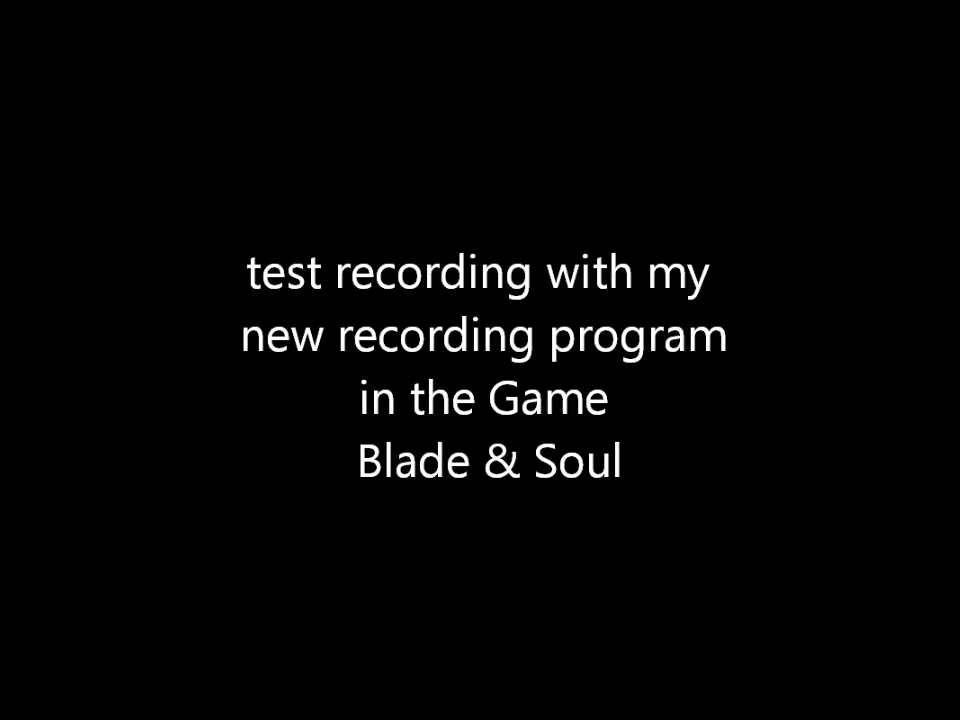 test recording with my
new recording program
in the Game
Blade & Soul